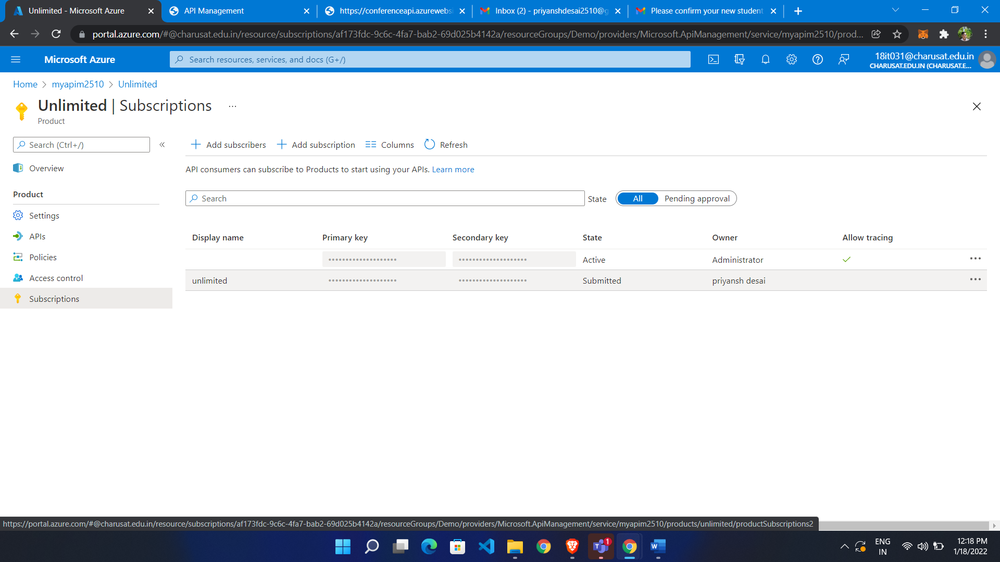 Unlimited - Microsoft Azure
API Management
https://conferenceapi.azurewebsi
Inbox (2) - priyanshdesai2510@g
Please confirm your new student
portal.azure.com/#@charusat.edu.in/resource/subscriptions/af173fdc-9c6c-4fa7-bab2-69d025b4142a/resourceGroups/Demo/providers/Microsoft.ApiManagement/service/myapim2510/prod...
Microsoft Azure
Search resources, services, and docs (G+/)
18it031@charusat.edu.in
CHARUSAT.EDU.IN (CHARUSAT.E...
Home > myapim2510 > Unlimited
Unlimited | Subscriptions ...
Product
Search (Ctrl+/)
«
Add subscribers
Add subscription
Columns
Refresh
Overview
API consumers can subscribe to Products to start using your APIs. Learn more
Product
Search
State
All
Pending approval
Settings
APIs
Policies
Access control
Subscriptions
Display name
Primary key
Secondary key
State
Owner
Allow tracing
•••••••••••••••••••• •••••••••••••••••••• Active Administrator
unlimited •••••••••••••••••••• •••••••••••••••••••• Submitted priyansh desai
https://portal.azure.com/#@charusat.edu.in/resource/subscriptions/af173fdc-9c6c-4fa7-bab2-69d025b4142a/resourceGroups/Demo/providers/Microsoft.ApiManagement/service/myapim2510/products/unlimited/productSubscriptions2
1
ENG
IN
12:18 PM
1/18/2022